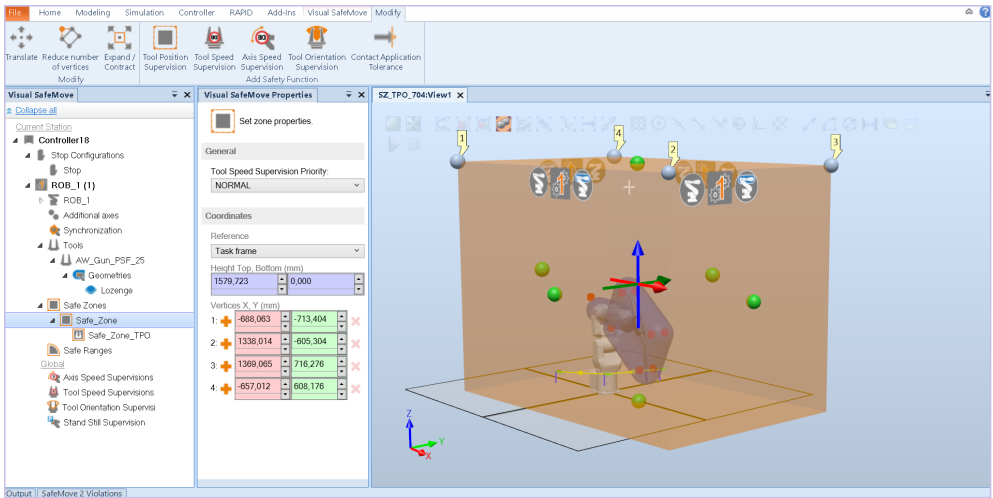 File Home Modeling Simulation Controller RAPID Add-Ins Visual SafeMove Modify
Translate Reduce number of vertices Expand / Contract Tool Position Supervision Tool Speed Supervision Axis Speed Supervision Tool Orientation Supervision Contact Application Tolerance
Modify Add Safety Function
Visual SafeMove
Collapse all
Current Station
Controller18
Stop Configurations
Stop
ROB_1 (1)
ROB_1
Additional axes
Synchronization
Tools
AW_Gun_PSF_25
Geometries
Lozenge
Safe Zones
Safe_Zone
Safe_Zone_TPO
Safe Ranges
Global
Axis Speed Supervisions
Tool Speed Supervisions
Tool Orientation Supervisi
Stand Still Supervision
Visual SafeMove Properties
Set zone properties.
General
Tool Speed Supervision Priority:
NORMAL
Coordinates
Reference
Task frame
Height Top, Bottom (mm)
1579,723 0,000
Vertices X, Y (mm)
1: -688,063 -713,404
2: 1338,014 -605,304
3: 1369,065 716,276
4: -657,012 608,176
SZ_TPO_704:View1
1
4
2
3
Z
Y
X
Output SafeMove 2 Violations